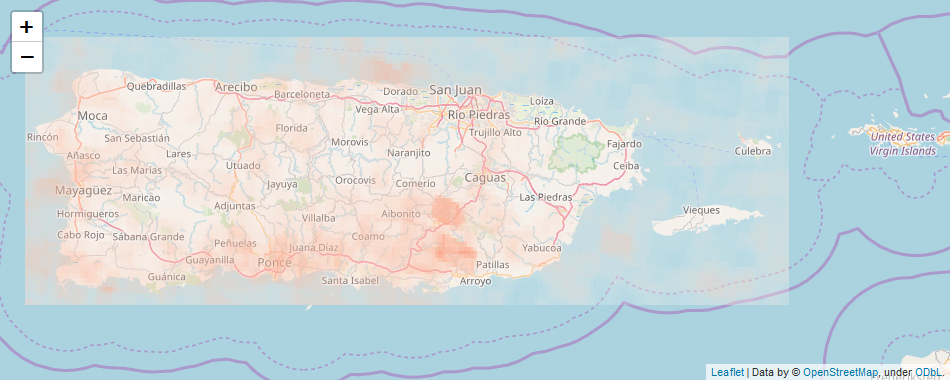 +
−
Quebradillas
Arecibo
Barceloneta
Dorado
San Juan
Loíza
Moca
Vega Alta
Río Piedras
Río Grande
Rincón
San Sebastián
Florida
Trujillo Alto
Fajardo
United States
Virgin Islands
Añasco
Lares
Morovis
Naranjito
Culebra
Las Marías
Utuado
Ceiba
Mayagüez
Jayuya
Orocovis
Comerío
Caguas
Maricao
Adjuntas
Las Piedras
Hormigueros
Villalba
Aibonito
Vieques
Cabo Rojo
Sábana Grande
Peñuelas
Juana Díaz
Coamo
Yabucoa
Guayanilla
Ponce
Patillas
Guánica
Santa Isabel
Arroyo
Leaflet | Data by © OpenStreetMap, under ODbL.